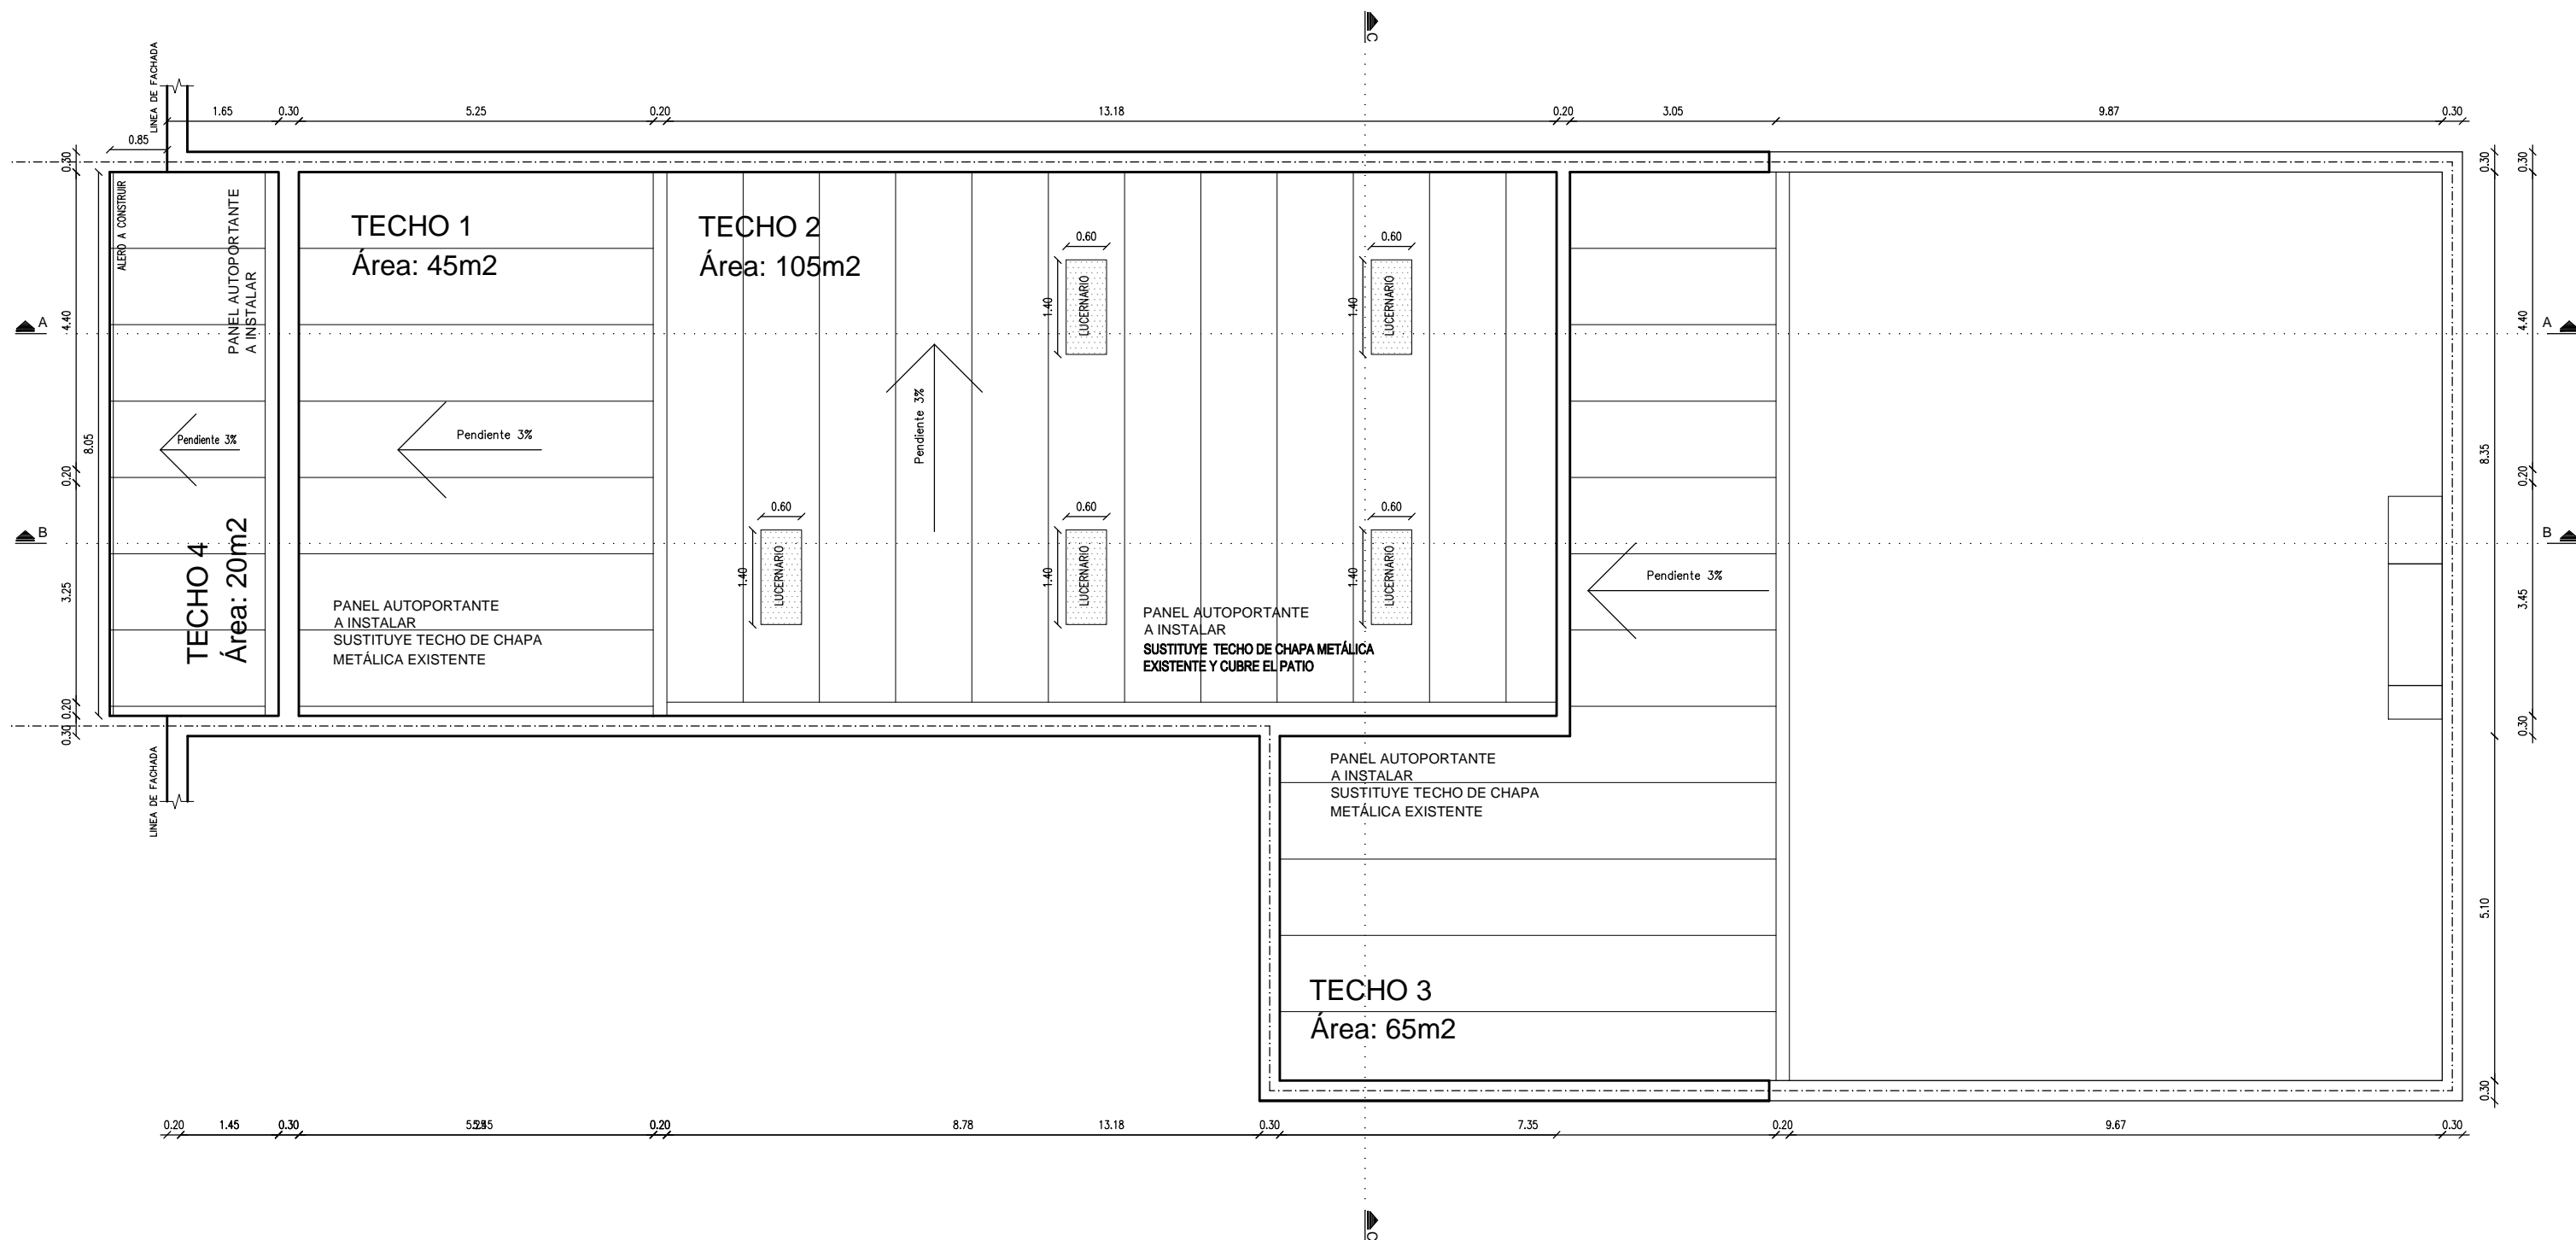 C
LINEA DE FACHADA
1.65
0.30
5.25
0.20
13.18
0.20
3.05
9.87
0.30
0.85
0.30
4.40
0.20
3.25
0.20
0.30
8.05
ALERO A CONSTRUIR
PANEL AUTOPORTANTE
A INSTALAR
Pendiente 3%
TECHO 4
Área: 20m2
A
B
LINEA DE FACHADA
TECHO 1
Área: 45m2
Pendiente 3%
PANEL AUTOPORTANTE
A INSTALAR
SUSTITUYE TECHO DE CHAPA
METÁLICA EXISTENTE
TECHO 2
Área: 105m2
Pendiente 3%
0.60
1.40
LUCERNARIO
0.60
1.40
LUCERNARIO
0.60
1.40
LUCERNARIO
0.60
1.40
LUCERNARIO
0.60
1.40
LUCERNARIO
PANEL AUTOPORTANTE
A INSTALAR
SUSTITUYE TECHO DE CHAPA METÁLICA
EXISTENTE Y CUBRE EL PATIO
Pendiente 3%
PANEL AUTOPORTANTE
A INSTALAR
SUSTITUYE TECHO DE CHAPA
METÁLICA EXISTENTE
TECHO 3
Área: 65m2
0.30
8.35
5.10
0.30
0.30
4.40
0.20
3.45
0.30
A
B
0.20
1.45
0.30
0.20
8.78
13.18
0.30
7.35
0.20
9.67
0.30
C